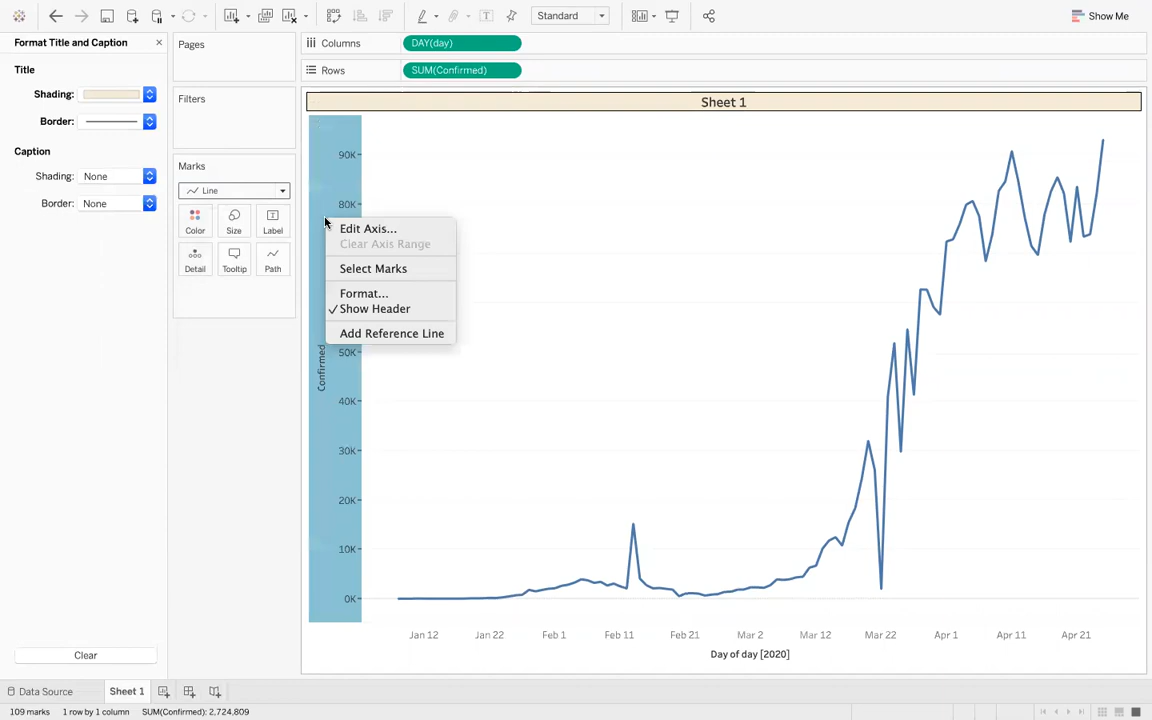 Standard
Show Me
Format Title and Caption
Title
Shading:
Border:
Caption
Shading: None
Border: None
Clear
Pages
Filters
Marks
Line
Color Size Label
Detail Tooltip Path
Columns DAY(day)
Rows SUM(Confirmed)
Sheet 1
90K
80K
50K
40K
30K
20K
10K
0K
Confirmed
Edit Axis...
Clear Axis Range
Select Marks
Format...
✓ Show Header
Add Reference Line
Jan 12 Jan 22 Feb 1 Feb 11 Feb 21 Mar 2 Mar 12 Mar 22 Apr 1 Apr 11 Apr 21
Day of day [2020]
Data Source Sheet 1
109 marks 1 row by 1 column SUM(Confirmed): 2,724,809